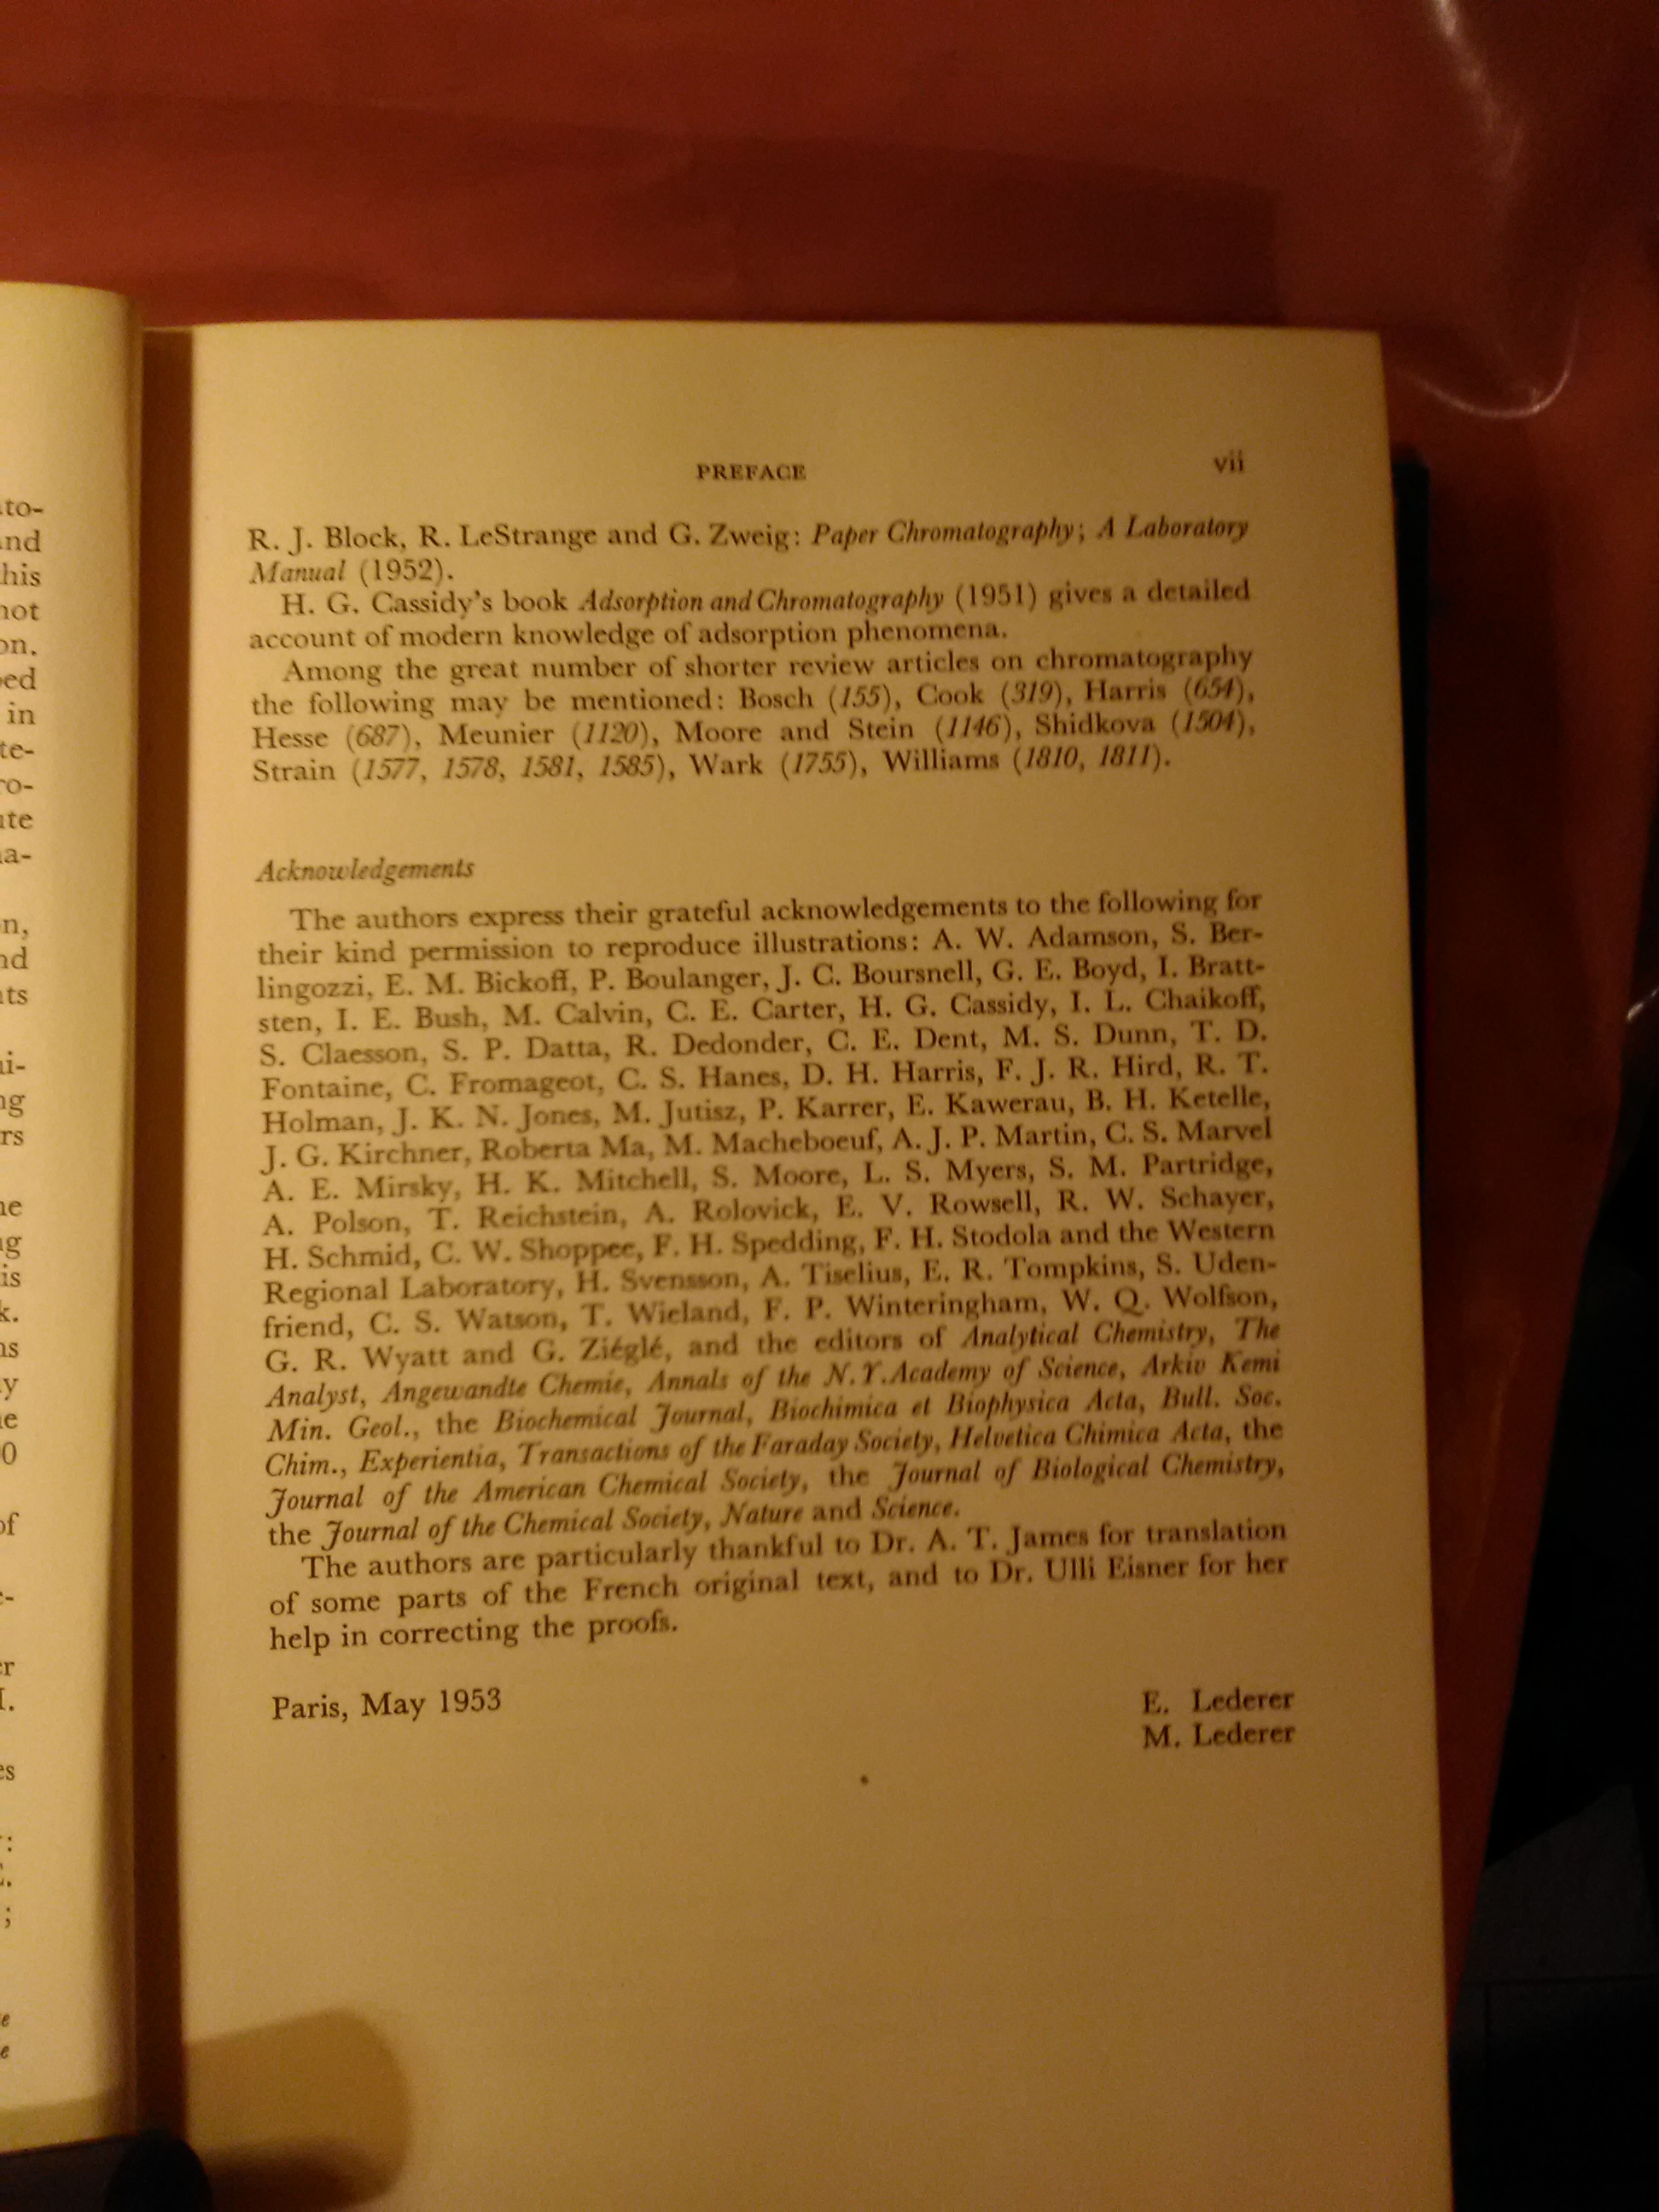 PREFACE
vii
R. J. Block, R. LeStrange and G. Zweig: Paper Chromatography; A Laboratory
Manual (1952).
H. G. Cassidy's book Adsorption and Chromatography (1951) gives a detailed
account of modern knowledge of adsorption phenomena.
Among the great number of shorter review articles on chromatography
the following may be mentioned: Bosch (155), Cook (319), Harris (654),
Hesse (687), Meunier (1120), Moore and Stein (1146), Shidkova (1504),
Strain (1577, 1578, 1581, 1585), Wark (1755), Williams (1810, 1811).
Acknowledgements
The authors express their grateful acknowledgements to the following for
their kind permission to reproduce illustrations: A. W. Adamson, S. Ber-
lingozzi, E. M. Bickoff, P. Boulanger, J. C. Boursnell, G. E. Boyd, I. Bratt-
sten, I. E. Bush, M. Calvin, C. E. Carter, H. G. Cassidy, I. L. Chaikoff,
S. Claesson, S. P. Datta, R. Dedonder, C. E. Dent, M. S. Dunn, T. D.
Fontaine, C. Fromageot, C. S. Hanes, D. H. Harris, F. J. R. Hird, R. T.
Holman, J. K. N. Jones, M. Jutisz, P. Karrer, E. Kawerau, B. H. Ketelle,
J. G. Kirchner, Roberta Ma, M. Macheboeuf, A. J. P. Martin, C. S. Marvel
A. E. Mirsky, H. K. Mitchell, S. Moore, L. S. Myers, S. M. Partridge,
A. Polson, T. Reichstein, A. Rolovick, E. V. Rowsell, R. W. Schayer,
H. Schmid, C. W. Shoppee, F. H. Spedding, F. H. Stodola and the Western
Regional Laboratory, H. Svensson, A. Tiselius, E. R. Tompkins, S. Uden-
friend, C. S. Watson, T. Wieland, F. P. Winteringham, W. Q. Wolfson,
G. R. Wyatt and G. Ziéglé, and the editors of Analytical Chemistry, The
Analyst, Angewandte Chemie, Annals of the N.Y.Academy of Science, Arkiv Kemi
Min. Geol., the Biochemical Journal, Biochimica et Biophysica Acta, Bull. Soc.
Chim., Experientia, Transactions of the Faraday Society, Helvetica Chimica Acta, the
Journal of the American Chemical Society, the Journal of Biological Chemistry,
the Journal of the Chemical Society, Nature and Science.
The authors are particularly thankful to Dr. A. T. James for translation
of some parts of the French original text, and to Dr. Ulli Eisner for her
help in correcting the proofs.
Paris, May 1953
E. Lederer
M. Lederer